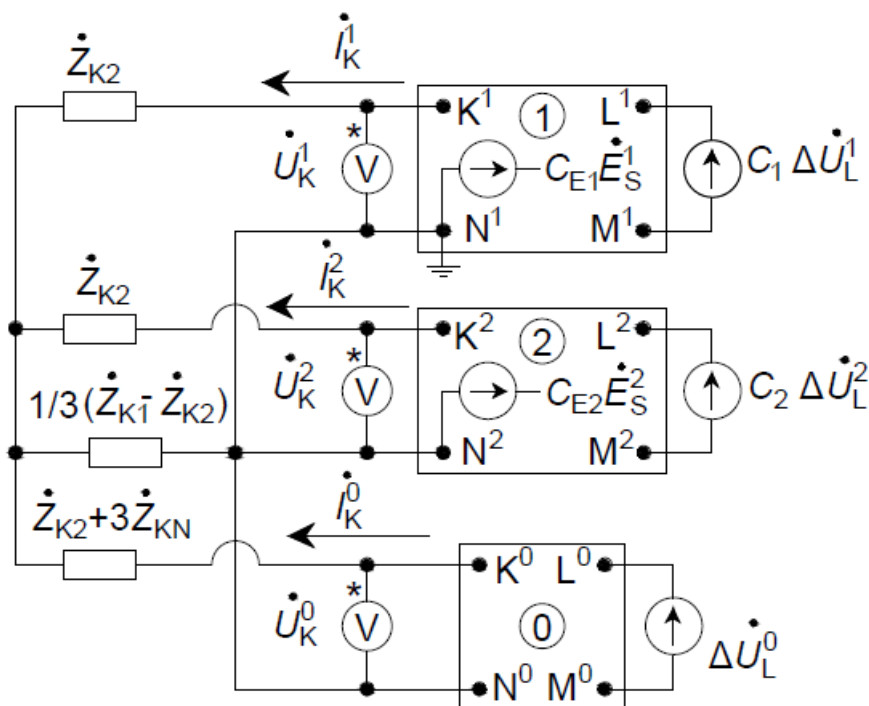 Ż_K2
İ_K^1
* V
U̇_K^1
K^1 ① L^1
C_E1 Ė_S^1
N^1 M^1
C_1 ΔU̇_L^1
Ż_K2
İ_K^2
* V
U̇_K^2
K^2 ② L^2
C_E2 Ė_S^2
N^2 M^2
C_2 ΔU̇_L^2
1/3(Ż_K1-Ż_K2)
Ż_K2+3Ż_KN
İ_K^0
* V
U̇_K^0
K^0 L^0
⓪
N^0 M^0
ΔU̇_L^0